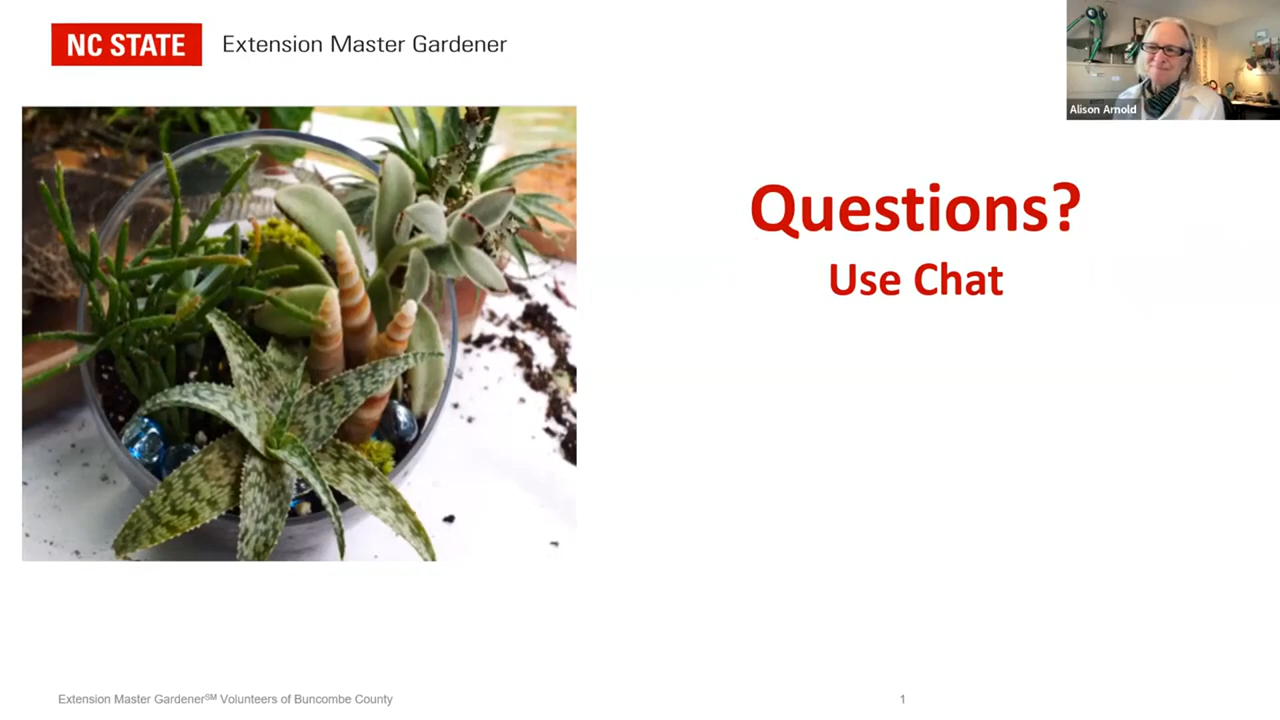 NC STATE Extension Master Gardener
Alison Arnold
Questions?
Use Chat
Extension Master Gardener℠ Volunteers of Buncombe County
1